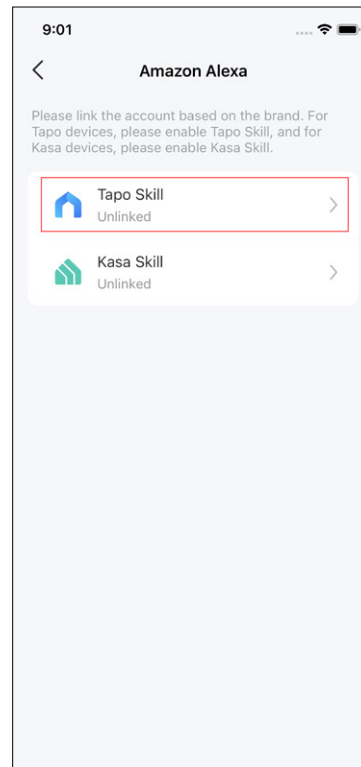 9:01
Amazon Alexa
Please link the account based on the brand. For
Tapo devices, please enable Tapo Skill, and for
Kasa devices, please enable Kasa Skill.
Tapo Skill
Unlinked
Kasa Skill
Unlinked